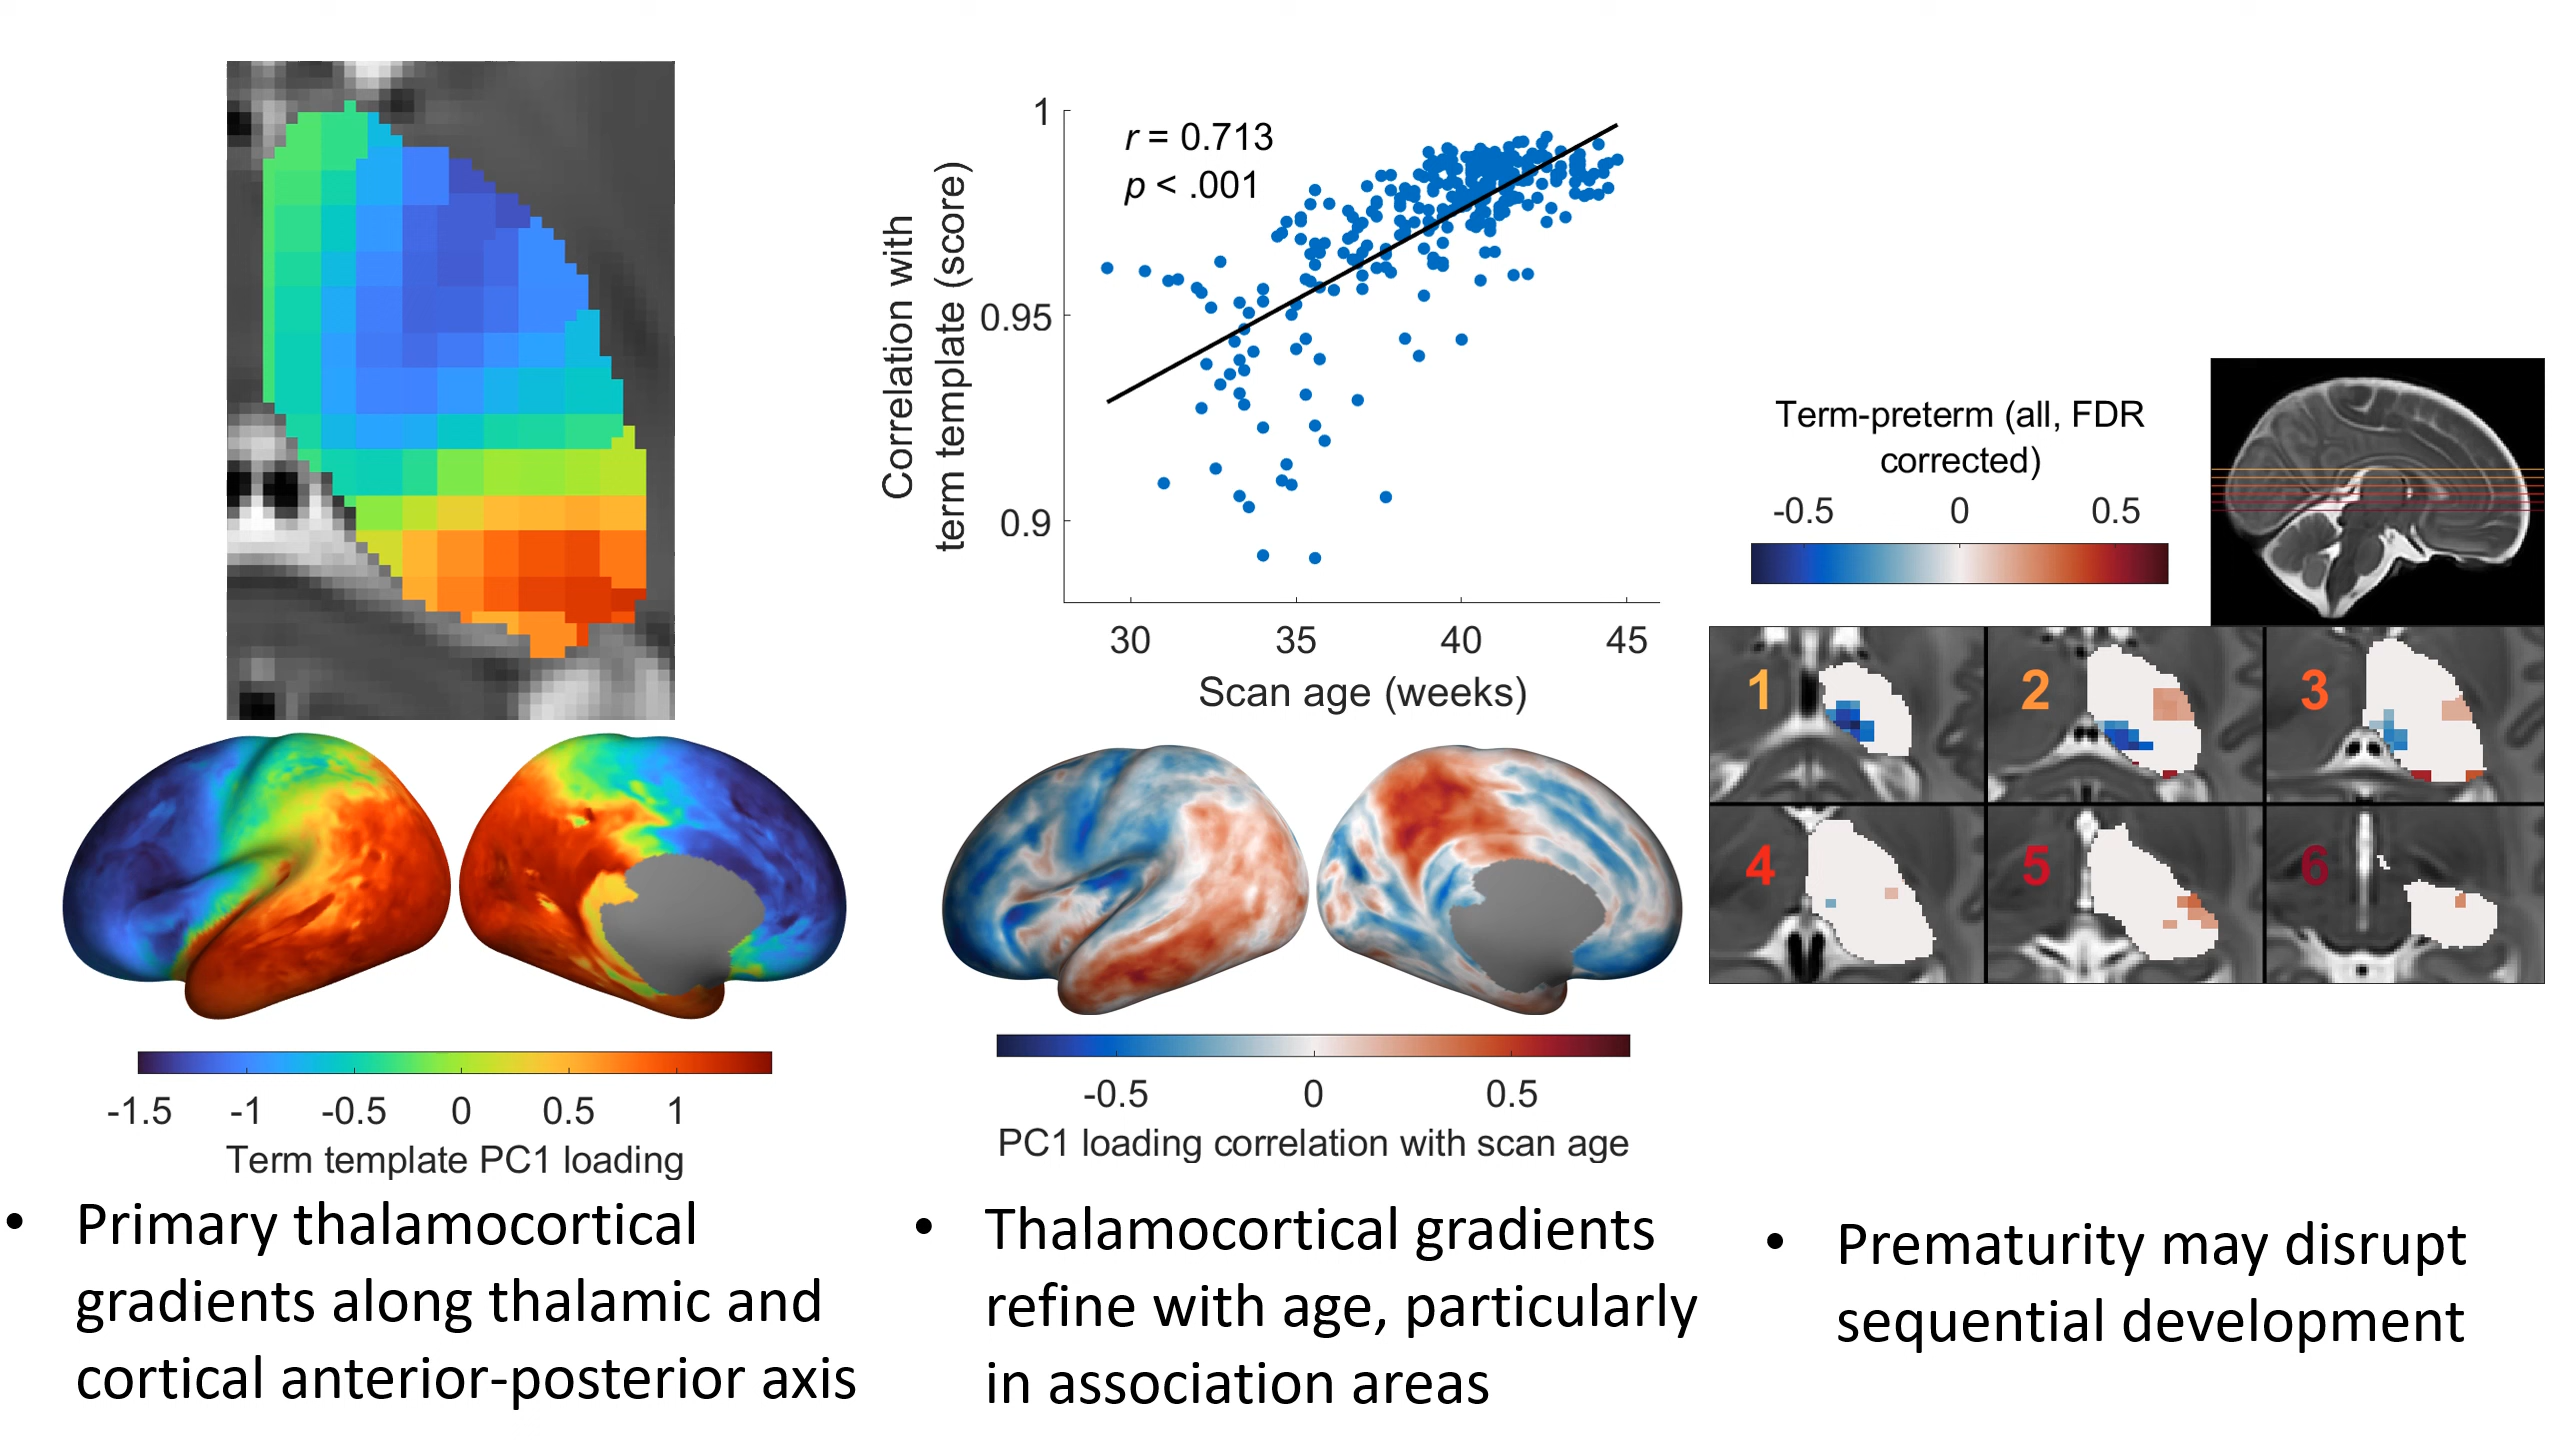 1
r = 0.713
p < .001
0.95
0.9
Correlation with
term template (score)
30 35 40 45
Scan age (weeks)
Term-preterm (all, FDR
corrected)
-0.5 0 0.5
1 2 3
4 5 6
-1.5 -1 -0.5 0 0.5 1
Term template PC1 loading
-0.5 0 0.5
PC1 loading correlation with scan age
• Primary thalamocortical
gradients along thalamic and
cortical anterior-posterior axis
• Thalamocortical gradients
refine with age, particularly
in association areas
• Prematurity may disrupt
sequential development